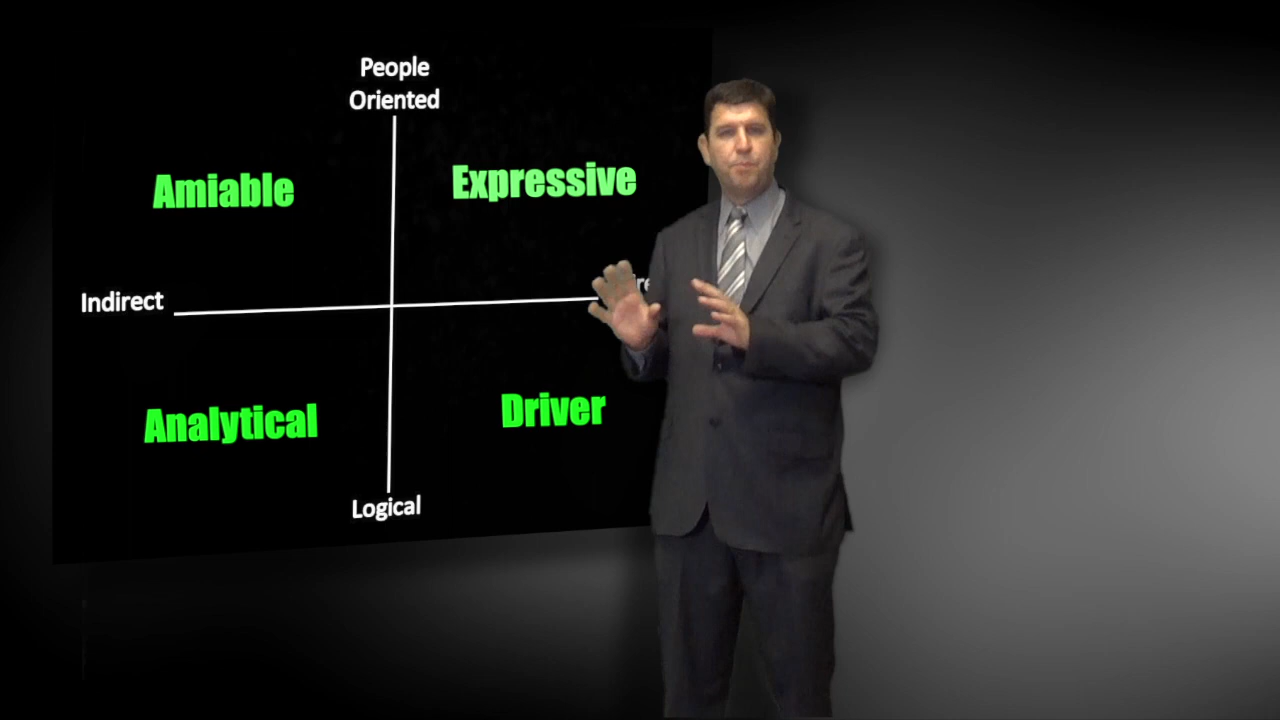 People
Oriented
Amiable
Expressive
Indirect
Analytical
Driver
Logical